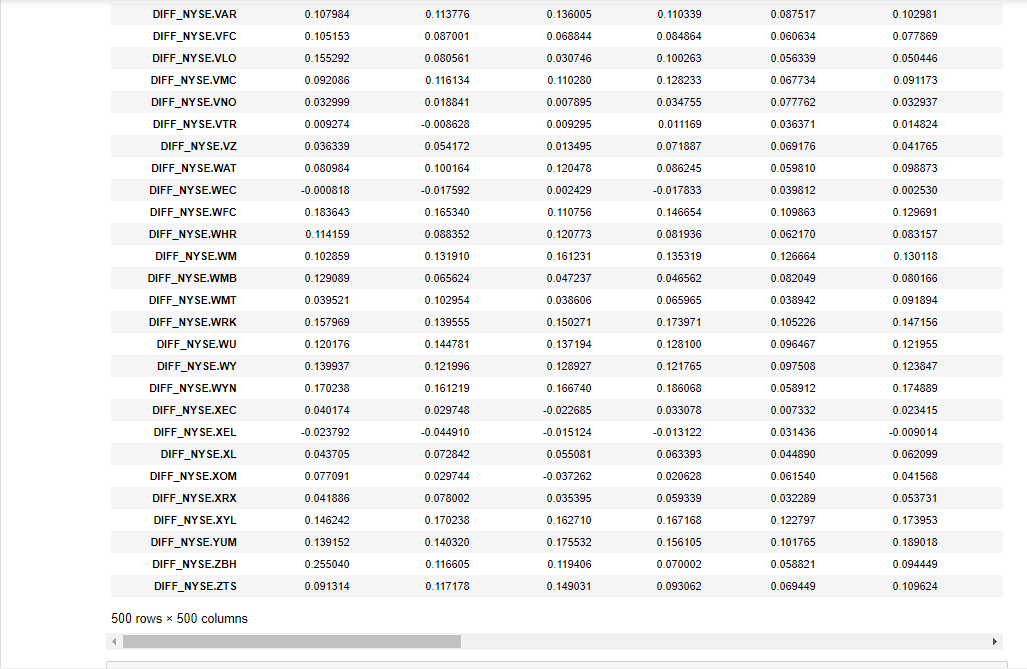 DIFF_NYSE.VAR 0.107984 0.113776 0.136005 0.110339 0.087517 0.102981
DIFF_NYSE.VFC 0.105153 0.087001 0.068844 0.084864 0.060634 0.077869
DIFF_NYSE.VLO 0.155292 0.080561 0.030746 0.100263 0.056339 0.050446
DIFF_NYSE.VMC 0.092086 0.116134 0.110280 0.128233 0.067734 0.091173
DIFF_NYSE.VNO 0.032999 0.018841 0.007895 0.034755 0.077762 0.032937
DIFF_NYSE.VTR 0.009274 -0.008628 0.009295 0.011169 0.036371 0.014824
DIFF_NYSE.VZ 0.036339 0.054172 0.013495 0.071887 0.069176 0.041765
DIFF_NYSE.WAT 0.080984 0.100164 0.120478 0.086245 0.059810 0.098873
DIFF_NYSE.WEC -0.000818 -0.017592 0.002429 -0.017833 0.039812 0.002530
DIFF_NYSE.WFC 0.183643 0.165340 0.110756 0.146654 0.109863 0.129691
DIFF_NYSE.WHR 0.114159 0.088352 0.120773 0.081936 0.062170 0.083157
DIFF_NYSE.WM 0.102859 0.131910 0.161231 0.135319 0.126664 0.130118
DIFF_NYSE.WMB 0.129089 0.065624 0.047237 0.046562 0.082049 0.080166
DIFF_NYSE.WMT 0.039521 0.102954 0.038606 0.065965 0.038942 0.091894
DIFF_NYSE.WRK 0.157969 0.139555 0.150271 0.173971 0.105226 0.147156
DIFF_NYSE.WU 0.120176 0.144781 0.137194 0.128100 0.096467 0.121955
DIFF_NYSE.WY 0.139937 0.121996 0.128927 0.121765 0.097508 0.123847
DIFF_NYSE.WYN 0.170238 0.161219 0.166740 0.186068 0.058912 0.174889
DIFF_NYSE.XEC 0.040174 0.029748 -0.022685 0.033078 0.007332 0.023415
DIFF_NYSE.XEL -0.023792 -0.044910 -0.015124 -0.013122 0.031436 -0.009014
DIFF_NYSE.XL 0.043705 0.072842 0.055081 0.063393 0.044890 0.062099
DIFF_NYSE.XOM 0.077091 0.029744 -0.037262 0.020628 0.061540 0.041568
DIFF_NYSE.XRX 0.041886 0.078002 0.035395 0.059339 0.032289 0.053731
DIFF_NYSE.XYL 0.146242 0.170238 0.162710 0.167168 0.122797 0.173953
DIFF_NYSE.YUM 0.139152 0.140320 0.175532 0.156105 0.101765 0.189018
DIFF_NYSE.ZBH 0.255040 0.116605 0.119406 0.070002 0.058821 0.094449
DIFF_NYSE.ZTS 0.091314 0.117178 0.149031 0.093062 0.069449 0.109624
500 rows × 500 columns